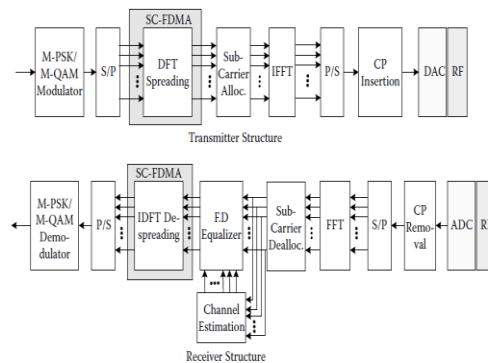 SC-FDMA
M-PSK/
M-QAM
Modulator
S/P
DFT
Spreading
Sub-
Carrier
Alloc.
IFFT
P/S
CP
Insertion
DAC
RF
Transmitter Structure
SC-FDMA
M-PSK/
M-QAM
Demo-
dulator
P/S
IDFT De-
spreading
F.D
Equalizer
Sub-
Carrier
Dealloc.
FFT
S/P
CP
Remo-
val
ADC
Channel
Estimation
Receiver Structure